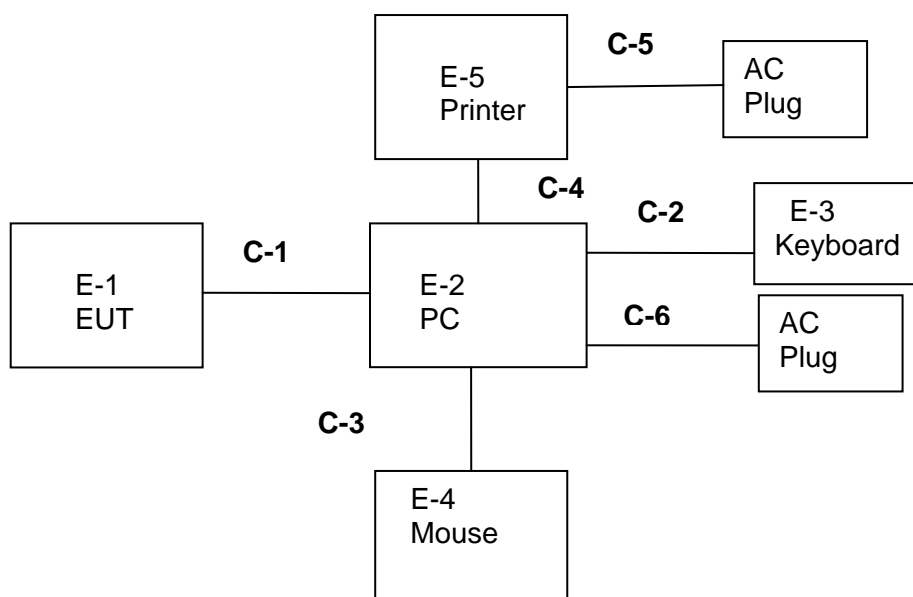 C-5
E-5
Printer
AC
Plug
C-4
C-2
E-3
Keyboard
C-1
E-1
EUT
E-2
PC
C-6
AC
Plug
C-3
E-4
Mouse